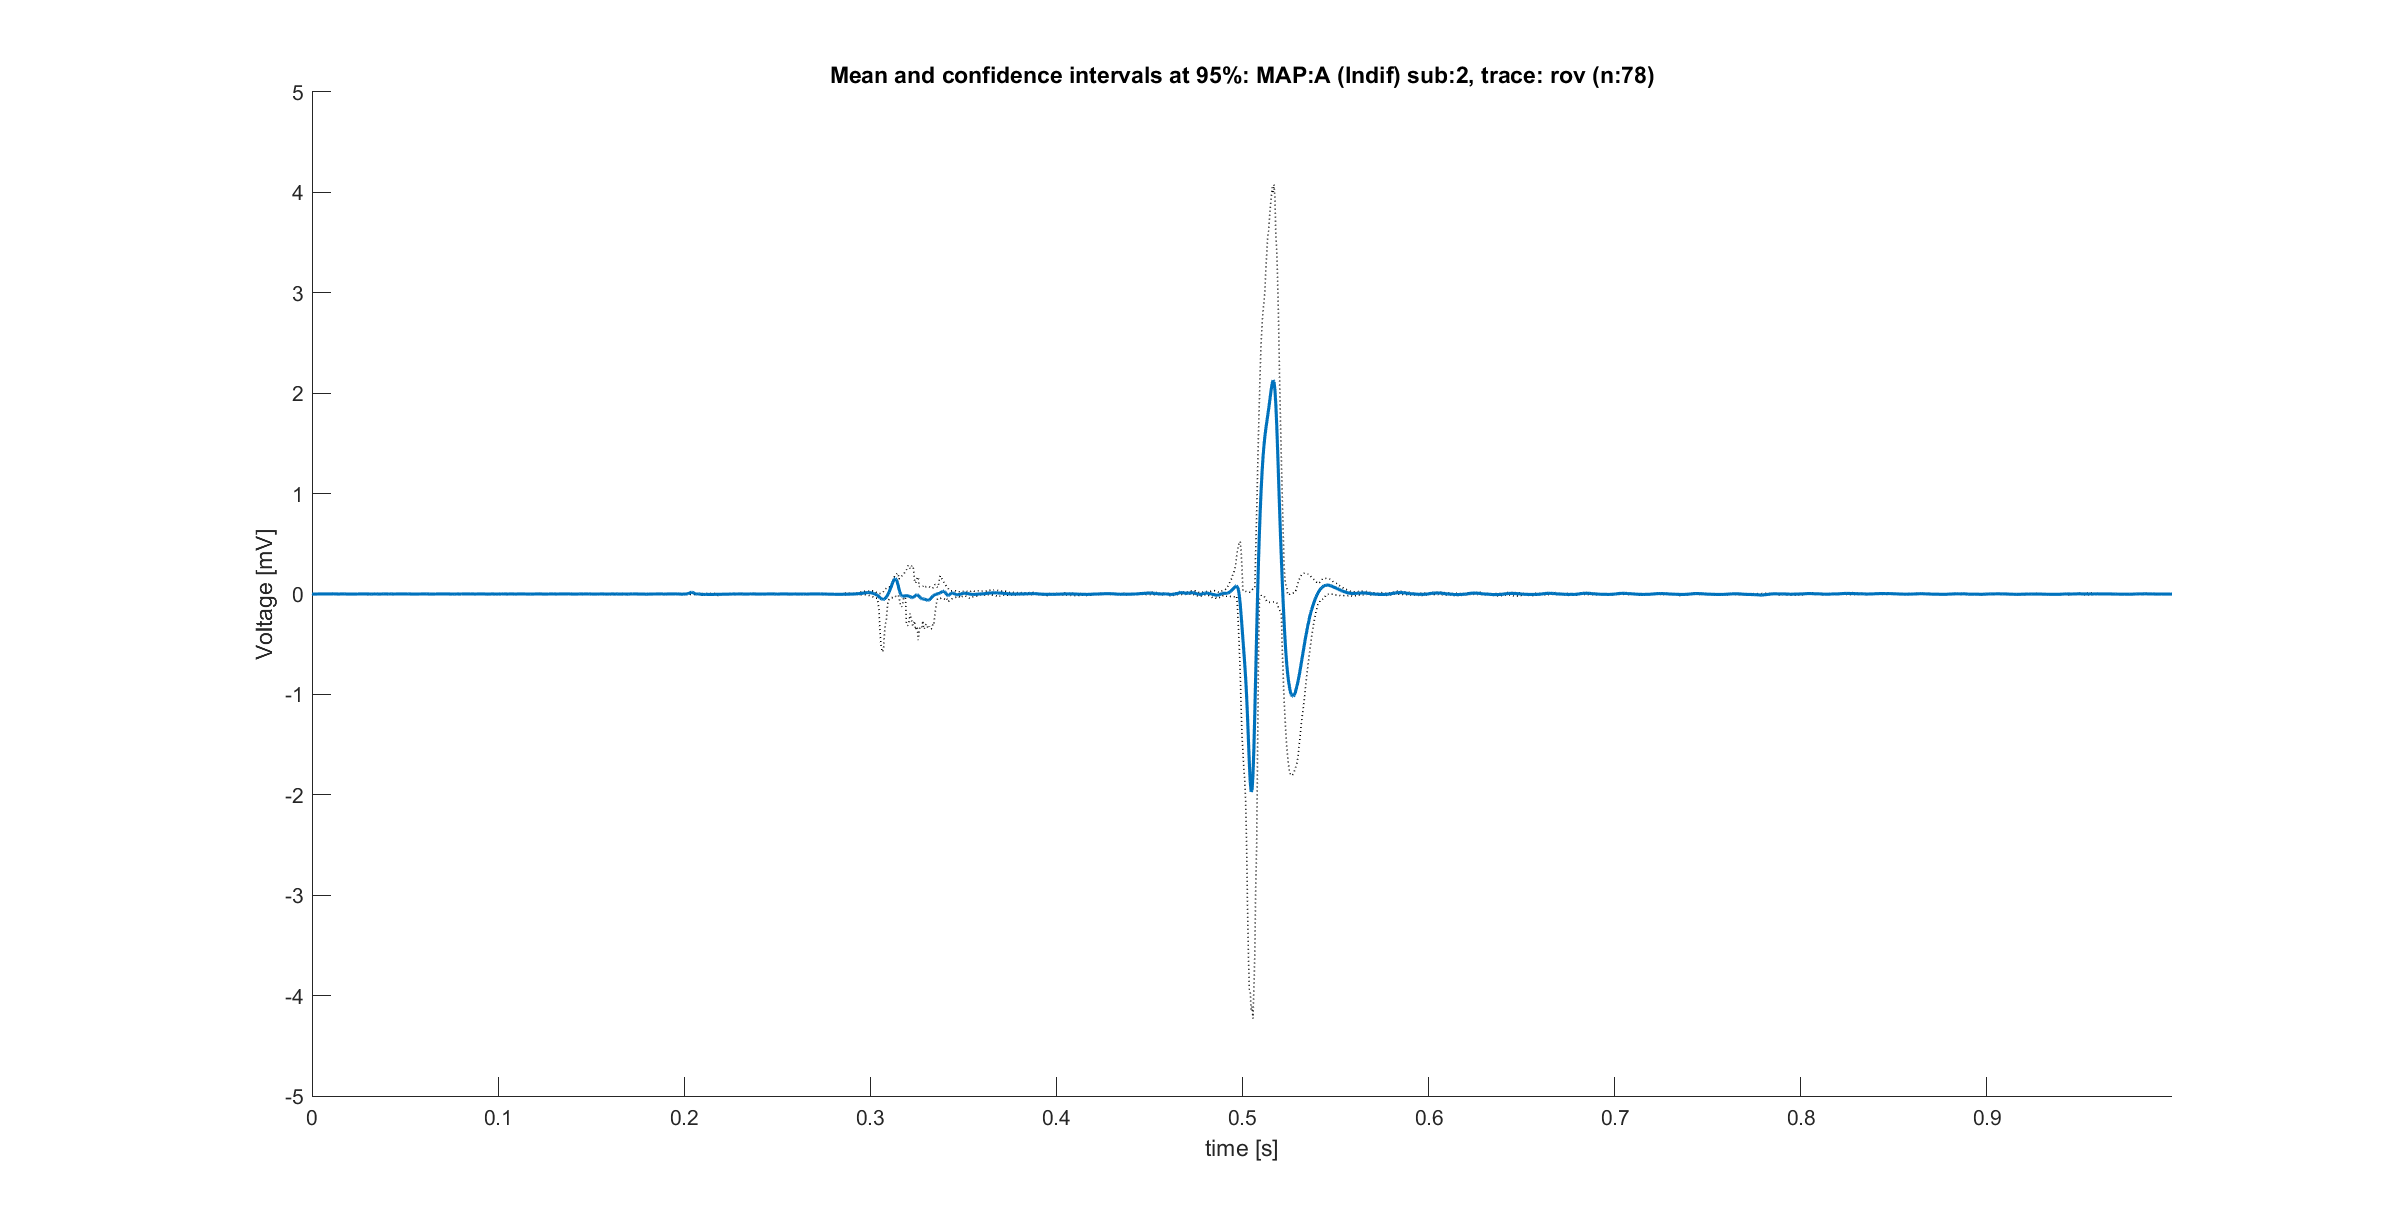 Mean and confidence intervals at 95%: MAP:A (Indif) sub:2, trace: rov (n:78)
5
4
3
2
1
0
-1
-2
-3
-4
-5
Voltage [mV]
0 0.1 0.2 0.3 0.4 0.5 0.6 0.7 0.8 0.9
time [s]